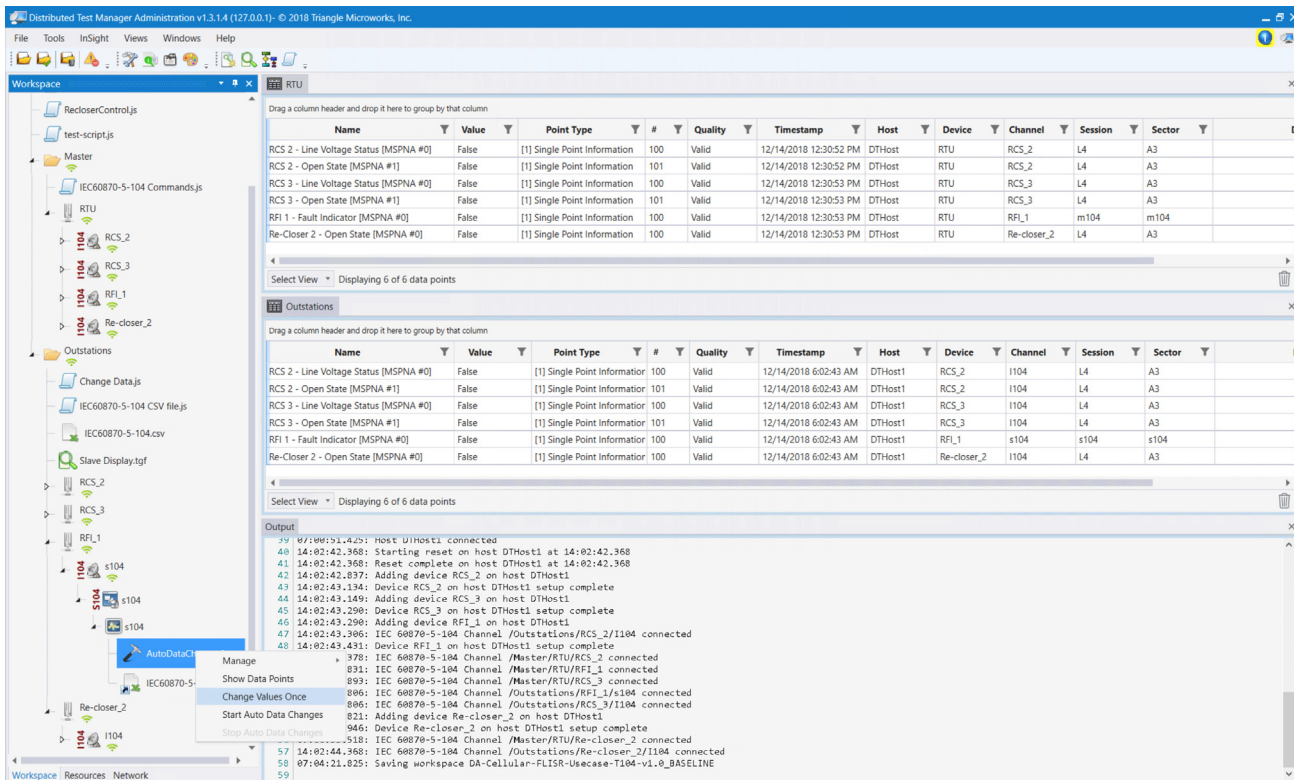 Distributed Test Manager Administration v1.3.1.4 (127.0.0.1)- © 2018 Triangle Microworks, Inc.
File Tools InSight Views Windows Help
Workspace
RecloserControl.js
test-script.js
Master
IEC60870-5-104 Commands.js
RTU
I104 RCS_2
I104 RCS_3
I104 RFI_1
I104 Re-closer_2
Outstations
Change Data.js
IEC60870-5-104 CSV file.js
IEC60870-5-104.csv
Slave Display.tgf
RCS_2
RCS_3
RFI_1
I104 s104
S104 s104
s104
AutoDataCh
IEC60870-5-
Re-closer_2
I104 I104
Workspace Resources Network
Manage
Show Data Points
Change Values Once
Start Auto Data Changes
Stop Auto Data Changes
RTU
Drag a column header and drop it here to group by that column
Name Value Point Type # Quality Timestamp Host Device Channel Session Sector
RCS 2 - Line Voltage Status [MSPNA #0] False [1] Single Point Information 100 Valid 12/14/2018 12:30:52 PM DTHost RTU RCS_2 L4 A3
RCS 2 - Open State [MSPNA #1] False [1] Single Point Information 101 Valid 12/14/2018 12:30:52 PM DTHost RTU RCS_2 L4 A3
RCS 3 - Line Voltage Status [MSPNA #0] False [1] Single Point Information 100 Valid 12/14/2018 12:30:53 PM DTHost RTU RCS_3 L4 A3
RCS 3 - Open State [MSPNA #1] False [1] Single Point Information 101 Valid 12/14/2018 12:30:53 PM DTHost RTU RCS_3 L4 A3
RFI 1 - Fault Indicator [MSPNA #0] False [1] Single Point Information 100 Valid 12/14/2018 12:30:53 PM DTHost RTU RFI_1 m104 m104
Re-Closer 2 - Open State [MSPNA #0] False [1] Single Point Information 100 Valid 12/14/2018 12:30:53 PM DTHost RTU Re-closer_2 L4 A3
Select View Displaying 6 of 6 data points
Outstations
Drag a column header and drop it here to group by that column
Name Value Point Type # Quality Timestamp Host Device Channel Session Sector
RCS 2 - Line Voltage Status [MSPNA #0] False [1] Single Point Information 100 Valid 12/14/2018 6:02:43 AM DTHost1 RCS_2 I104 L4 A3
RCS 2 - Open State [MSPNA #1] False [1] Single Point Information 101 Valid 12/14/2018 6:02:43 AM DTHost1 RCS_2 I104 L4 A3
RCS 3 - Line Voltage Status [MSPNA #0] False [1] Single Point Information 100 Valid 12/14/2018 6:02:43 AM DTHost1 RCS_3 I104 L4 A3
RCS 3 - Open State [MSPNA #1] False [1] Single Point Information 101 Valid 12/14/2018 6:02:43 AM DTHost1 RCS_3 I104 L4 A3
RFI 1 - Fault Indicator [MSPNA #0] False [1] Single Point Information 100 Valid 12/14/2018 6:02:43 AM DTHost1 RFI_1 s104 s104 s104
Re-Closer 2 - Open State [MSPNA #0] False [1] Single Point Information 100 Valid 12/14/2018 6:02:43 AM DTHost1 Re-closer_2 I104 L4 A3
Select View Displaying 6 of 6 data points
Output
39 07:00:51.425: Host DTHost1 connected
40 14:02:42.368: Starting reset on host DTHost1 at 14:02:42.368
41 14:02:42.368: Reset complete on host DTHost1 at 14:02:42.368
42 14:02:42.837: Adding device RCS_2 on host DTHost1
43 14:02:43.134: Device RCS_2 on host DTHost1 setup complete
44 14:02:43.149: Adding device RCS_3 on host DTHost1
45 14:02:43.290: Device RCS_3 on host DTHost1 setup complete
46 14:02:43.290: Adding device RFI_1 on host DTHost1
47 14:02:43.306: IEC 60870-5-104 Channel /Outstations/RCS_2/I104 connected
48 14:02:43.431: Device RFI_1 on host DTHost1 setup complete
378: IEC 60870-5-104 Channel /Master/RTU/RCS_2 connected
831: IEC 60870-5-104 Channel /Master/RTU/RFI_1 connected
893: IEC 60870-5-104 Channel /Master/RTU/RCS_3 connected
806: IEC 60870-5-104 Channel /Outstations/RFI_1/s104 connected
806: IEC 60870-5-104 Channel /Outstations/RCS_3/I104 connected
821: Adding device Re-closer_2 on host DTHost1
946: Device Re-closer_2 on host DTHost1 setup complete
.518: IEC 60870-5-104 Channel /Master/RTU/Re-closer_2 connected
57 14:02:44.368: IEC 60870-5-104 Channel /Outstations/Re-closer_2/I104 connected
58 07:04:21.825: Saving workspace DA-Cellular-FLISR-Usecase-T104-v1.0_BASELINE
59